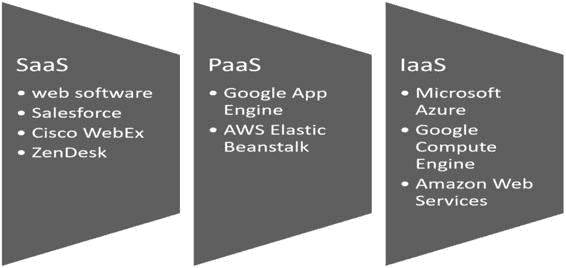 SaaS
• web software
• Salesforce
• Cisco WebEx
• ZenDesk
PaaS
• Google App
Engine
• AWS Elastic
Beanstalk
IaaS
• Microsoft
Azure
• Google
Compute
Engine
• Amazon Web
Services